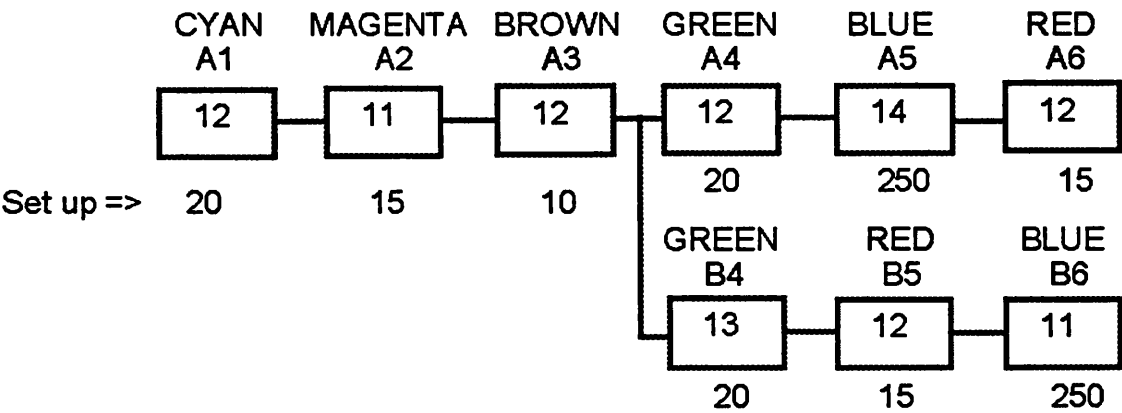 CYAN MAGENTA BROWN GREEN BLUE RED
A1 A2 A3 A4 A5 A6
12 11 12 12 14 12
20 250 15
Set up => 20 15 10
GREEN RED BLUE
B4 B5 B6
13 12 11
20 15 250